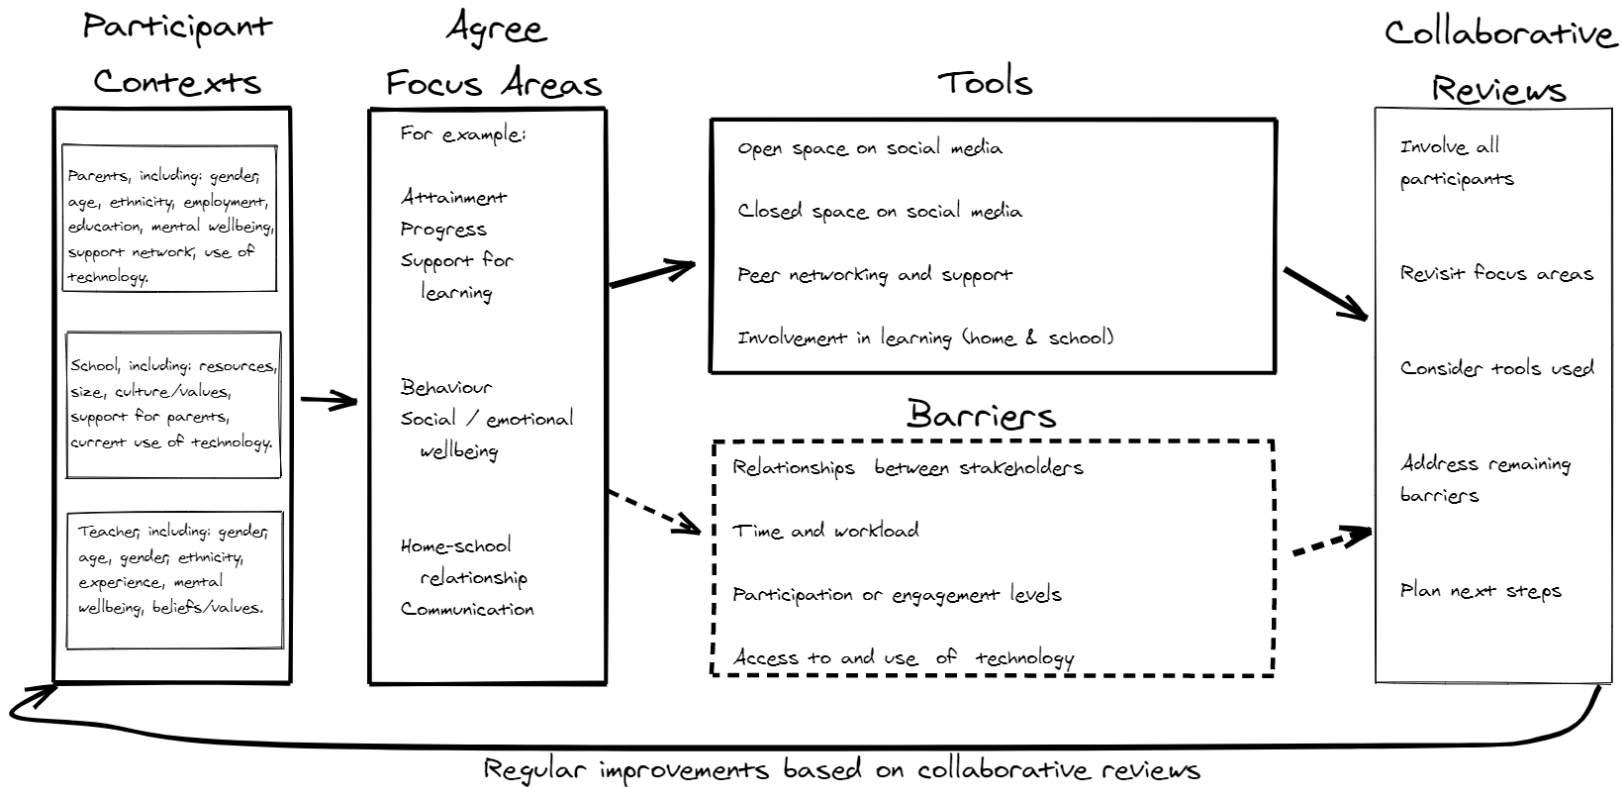 Participant
Contexts
Parents, including: gender,
age, ethnicity, employment,
education, mental wellbeing,
support network, use of
technology.
School, including: resources,
size, culture/values,
support for parents,
current use of technology.
Teacher, including: gender,
age, gender, ethnicity,
experience, mental
wellbeing, beliefs/values.
Agree
Focus Areas
For example:
Attainment
Progress
Support for
learning
Behaviour
Social / emotional
wellbeing
Home-school
relationship
Communication
Tools
Open space on social media
Closed space on social media
Peer networking and support
Involvement in learning (home & school)
Barriers
Relationships between stakeholders
Time and workload
Participation or engagement levels
Access to and use of technology
Collaborative
Reviews
Involve all
participants
Revisit focus areas
Consider tools used
Address remaining
barriers
Plan next steps
Regular improvements based on collaborative reviews